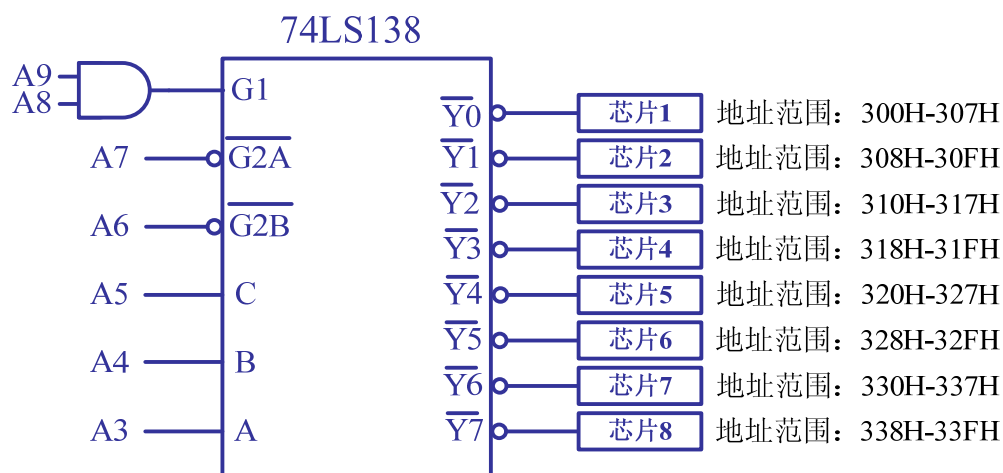 74LS138
A9
A8
G1
A7
G2A
A6
G2B
A5
C
A4
B
A3
A
Y0 芯片1 地址范围：300H-307H
Y1 芯片2 地址范围：308H-30FH
Y2 芯片3 地址范围：310H-317H
Y3 芯片4 地址范围：318H-31FH
Y4 芯片5 地址范围：320H-327H
Y5 芯片6 地址范围：328H-32FH
Y6 芯片7 地址范围：330H-337H
Y7 芯片8 地址范围：338H-33FH